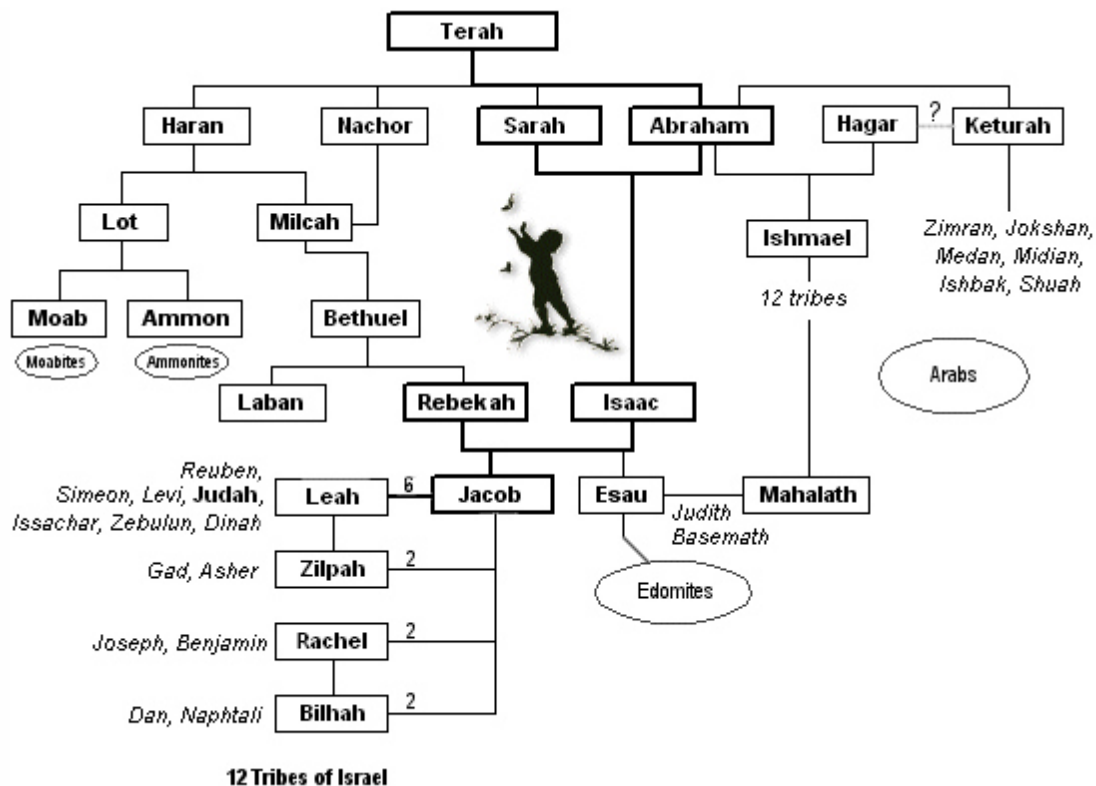 Terah
Haran
Nachor
Sarah
Abraham
Hagar
?
Keturah
Lot
Milcah
Ishmael
Zimran, Jokshan,
Medan, Midian,
Ishbak, Shuah
12 tribes
Moab
Ammon
Bethuel
Moabites
Ammonites
Arabs
Laban
Rebekah
Isaac
Reuben,
Simeon, Levi, Judah,
Issachar, Zebulun, Dinah
Leah
6
Jacob
Esau
Mahalath
Judith
Basemath
Gad, Asher
Zilpah
2
Edomites
Joseph, Benjamin
Rachel
2
Dan, Naphtali
Bilhah
2
12 Tribes of Israel